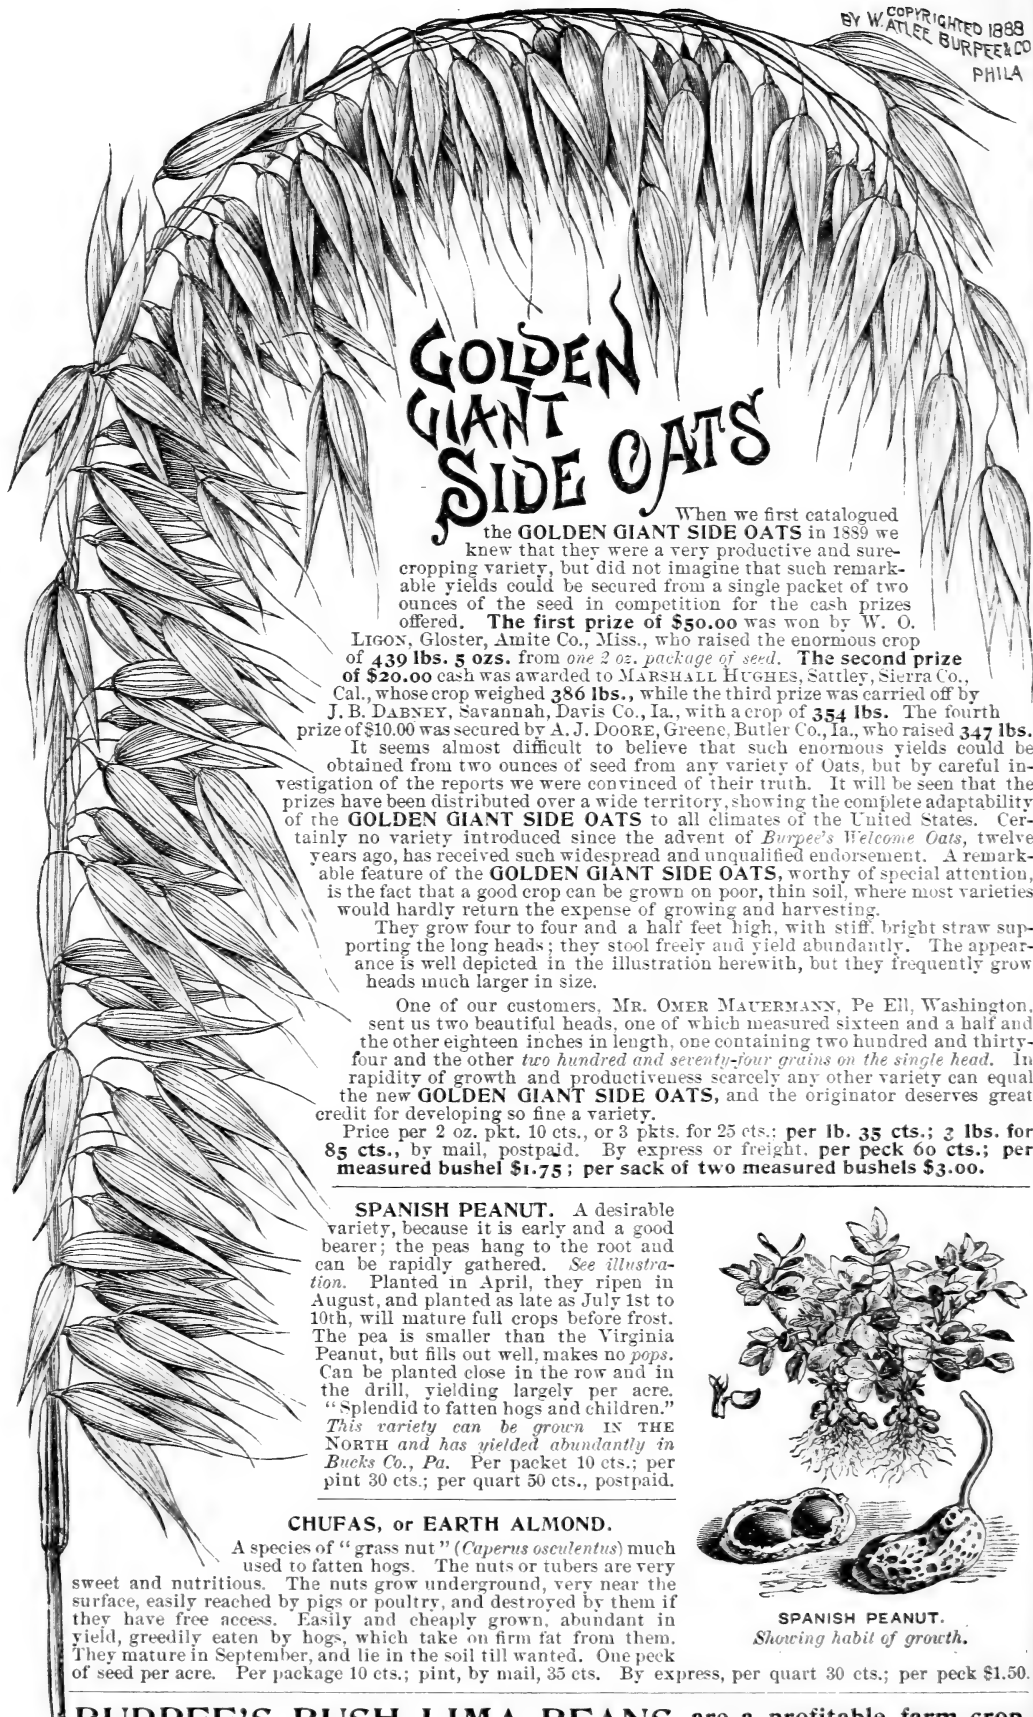 COPYRIGHTED 1888
BY W. ATLEE BURPEE & CO
PHILA
GOLDEN
GIANT
SIDE OATS
When we first catalogued
the GOLDEN GIANT SIDE OATS in 1889 we
knew that they were a very productive and sure-
cropping variety, but did not imagine that such remark-
able yields could be secured from a single packet of two
ounces of the seed in competition for the cash prizes
offered. The first prize of $50.00 was won by W. O.
LIGON, Gloster, Amite Co., Miss., who raised the enormous crop
of 439 lbs. 5 ozs. from one 2 oz. package of seed. The second prize
of $20.00 cash was awarded to MARSHALL HUGHES, Sattley, Sierra Co.,
Cal., whose crop weighed 386 lbs., while the third prize was carried off by
J. B. DABNEY, Savannah, Davis Co., Ia., with a crop of 354 lbs. The fourth
prize of $10.00 was secured by A. J. DOORE, Greene, Butler Co., Ia., who raised 347 lbs.
It seems almost difficult to believe that such enormous yields could be
obtained from two ounces of seed from any variety of Oats, but by careful in-
vestigation of the reports we were convinced of their truth. It will be seen that the
prizes have been distributed over a wide territory, showing the complete adaptability
of the GOLDEN GIANT SIDE OATS to all climates of the United States. Cer-
tainly no variety introduced since the advent of Burpee's Welcome Oats, twelve
years ago, has received such widespread and unqualified endorsement. A remark-
able feature of the GOLDEN GIANT SIDE OATS, worthy of special attention,
is the fact that a good crop can be grown on poor, thin soil, where most varieties
would hardly return the expense of growing and harvesting.
They grow four to four and a half feet high, with stiff, bright straw sup-
porting the long heads; they stool freely and yield abundantly. The appear-
ance is well depicted in the illustration herewith, but they frequently grow
heads much larger in size.
One of our customers, MR. OMER MAUERMANN, Pe Ell, Washington,
sent us two beautiful heads, one of which measured sixteen and a half and
the other eighteen inches in length, one containing two hundred and thirty-
four and the other two hundred and seventy-four grains on the single head. In
rapidity of growth and productiveness scarcely any other variety can equal
the new GOLDEN GIANT SIDE OATS, and the originator deserves great
credit for developing so fine a variety.
Price per 2 oz. pkt. 10 cts., or 3 pkts. for 25 cts.; per lb. 35 cts.; 3 lbs. for
85 cts., by mail, postpaid. By express or freight, per peck 60 cts.; per
measured bushel $1.75; per sack of two measured bushels $3.00.
SPANISH PEANUT. A desirable
variety, because it is early and a good
bearer; the peas hang to the root and
can be rapidly gathered. See illustra-
tion. Planted in April, they ripen in
August, and planted as late as July 1st to
10th, will mature full crops before frost.
The pea is smaller than the Virginia
Peanut, but fills out well, makes no pops.
Can be planted close in the row and in
the drill, yielding largely per acre.
"Splendid to fatten hogs and children."
This variety can be grown IN THE
NORTH and has yielded abundantly in
Bucks Co., Pa. Per packet 10 cts.; per
pint 30 cts.; per quart 50 cts., postpaid.
CHUFAS, or EARTH ALMOND.
A species of "grass nut" (Caperus osculentus) much
used to fatten hogs. The nuts or tubers are very
sweet and nutritious. The nuts grow underground, very near the
surface, easily reached by pigs or poultry, and destroyed by them if
they have free access. Easily and cheaply grown, abundant in
yield, greedily eaten by hogs, which take on firm fat from them.
They mature in September, and lie in the soil till wanted. One peck
of seed per acre. Per package 10 cts.; pint, by mail, 35 cts. By express, per quart 30 cts.; per peck $1.50.
SPANISH PEANUT.
Showing habit of growth.
BURPEE'S BUSH LIMA BEANS are a profitable farm crop.